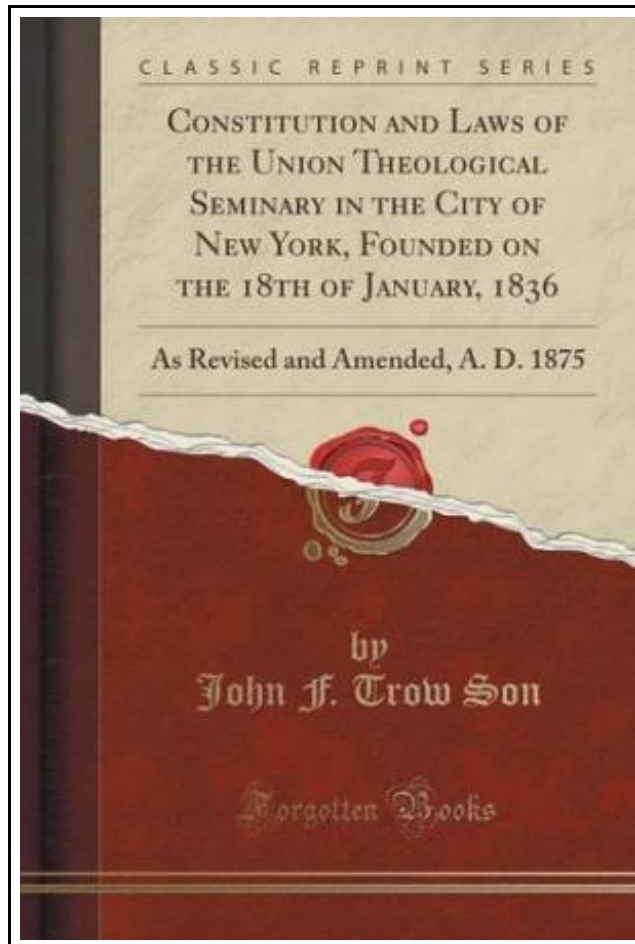 CLASSIC REPRINT SERIES
CONSTITUTION AND LAWS OF
THE UNION THEOLOGICAL
SEMINARY IN THE CITY OF
NEW YORK, FOUNDED ON
THE 18TH OF JANUARY, 1836
As Revised and Amended, A. D. 1875
by
John F. Trow Son
Forgotten Books